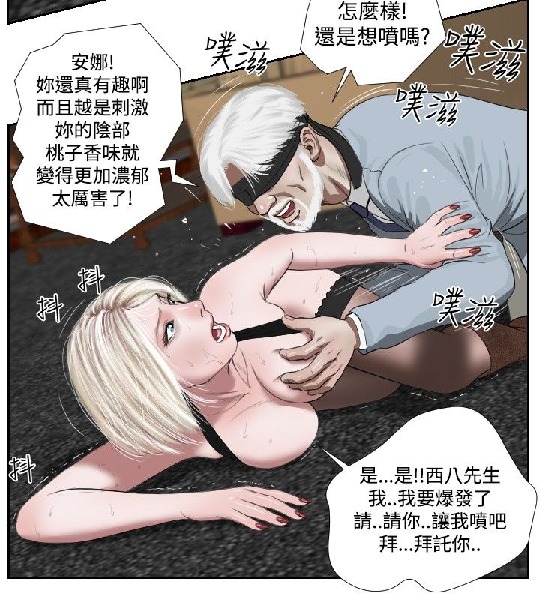 怎麼樣!
還是想噴嗎?
安娜!
妳還真有趣啊
而且越是刺激
妳的陰部
桃子香味就
變得更加濃郁
太厲害了!
噗滋
噗滋
噗滋
噗滋
抖
抖
抖
是...是!!西八先生
我..我要爆發了
請..請你..讓我噴吧
拜...拜託你..